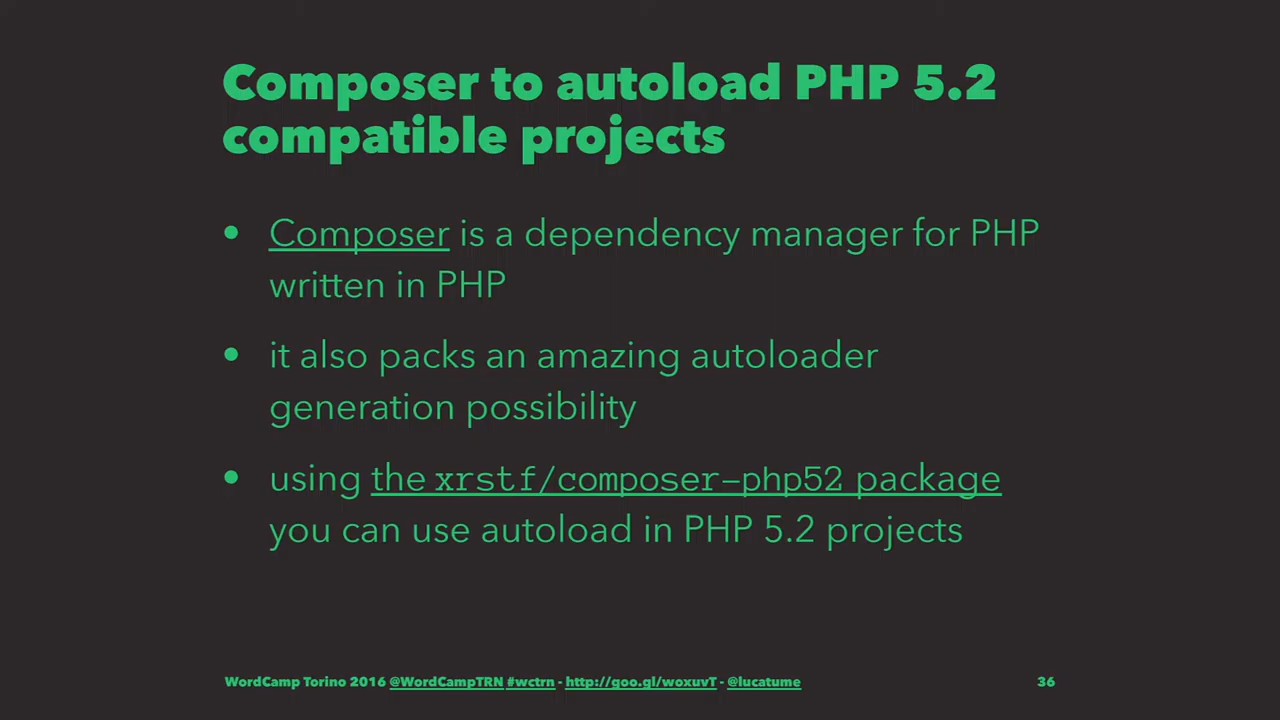 Composer to autoload PHP 5.2
compatible projects
• Composer is a dependency manager for PHP
written in PHP
• it also packs an amazing autoloader
generation possibility
• using the xrstf/composer-php52 package
you can use autoload in PHP 5.2 projects
WordCamp Torino 2016 @WordCampTRN #wctrn - http://goo.gl/woxuvT - @lucatume 36